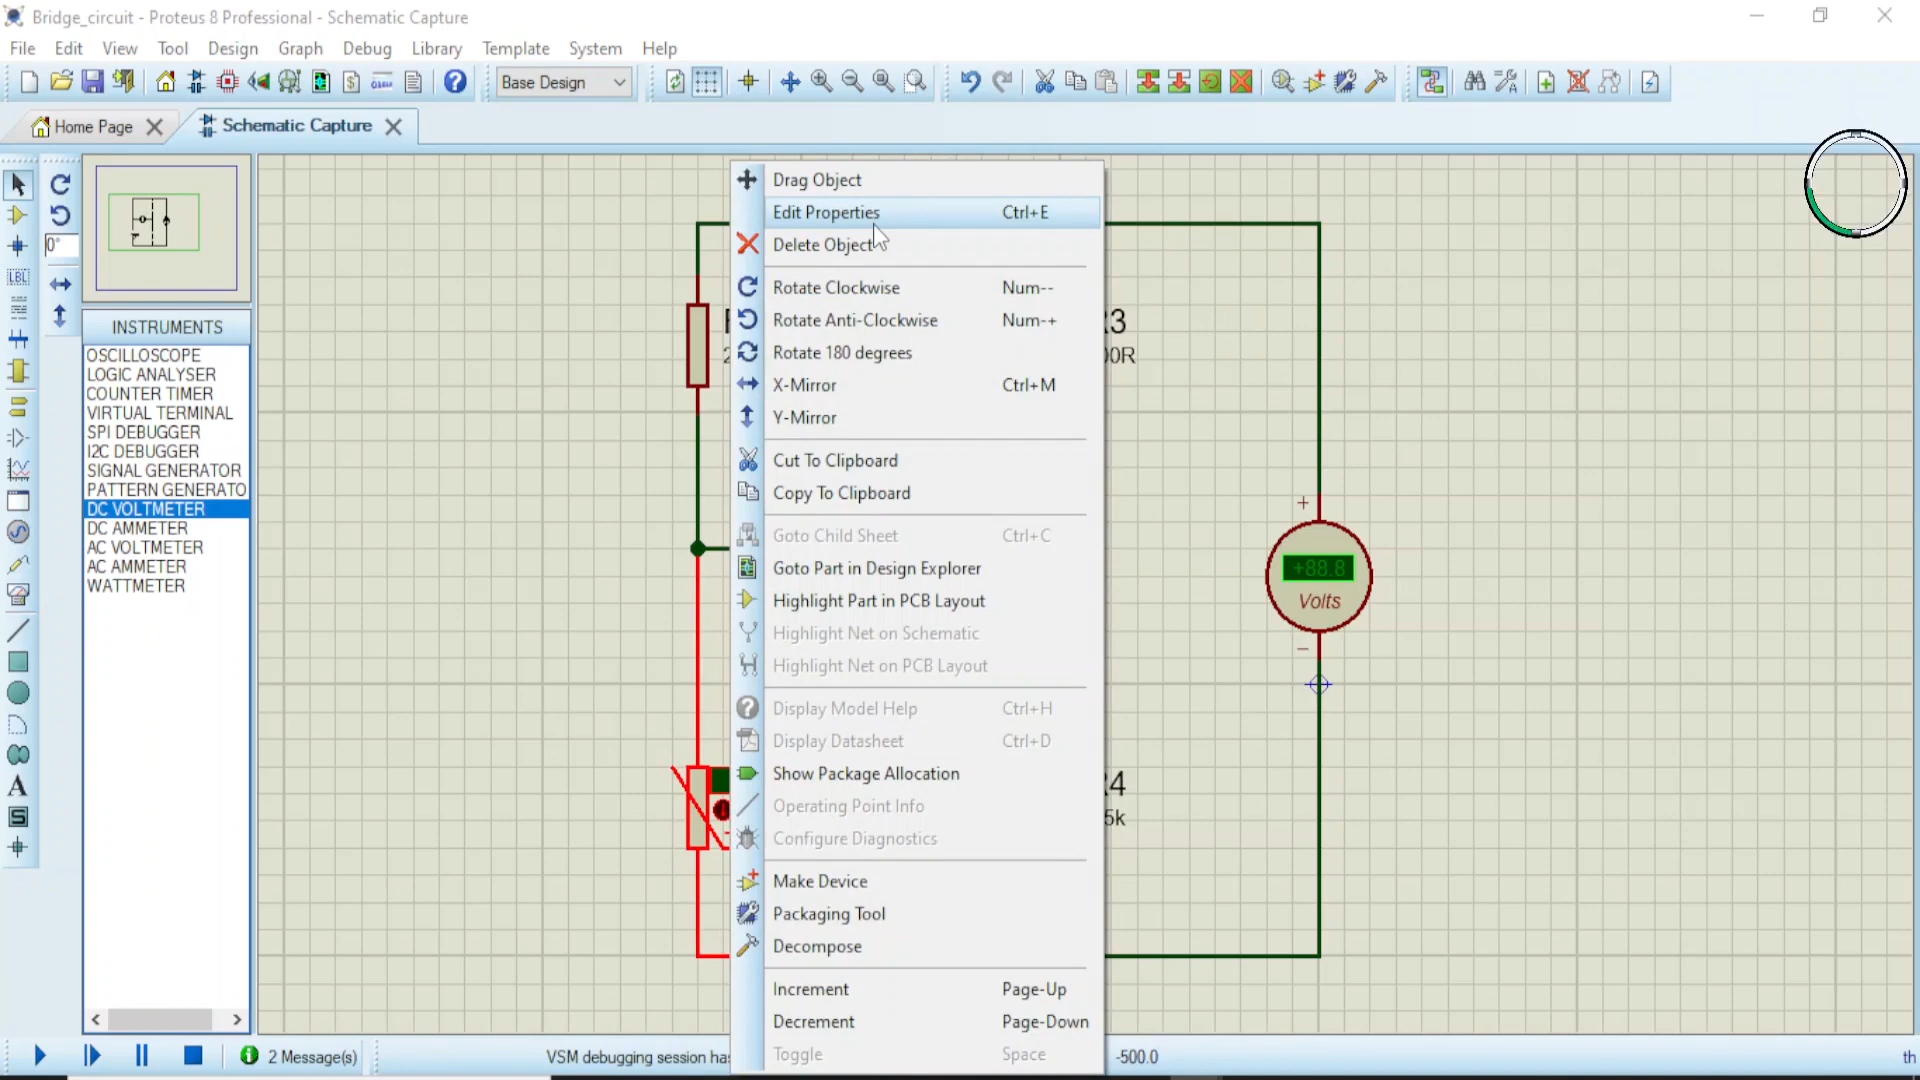 Bridge_circuit - Proteus 8 Professional - Schematic Capture
File Edit View Tool Design Graph Debug Library Template System Help
Base Design
Home Page
Schematic Capture
0°
LBL
INSTRUMENTS
OSCILLOSCOPE
LOGIC ANALYSER
COUNTER TIMER
VIRTUAL TERMINAL
SPI DEBUGGER
I2C DEBUGGER
SIGNAL GENERATOR
PATTERN GENERATO
DC VOLTMETER
DC AMMETER
AC VOLTMETER
AC AMMETER
WATTMETER
Drag Object
Edit Properties Ctrl+E
Delete Object
Rotate Clockwise Num--
Rotate Anti-Clockwise Num-+
Rotate 180 degrees
X-Mirror Ctrl+M
Y-Mirror
Cut To Clipboard
Copy To Clipboard
Goto Child Sheet Ctrl+C
Goto Part in Design Explorer
Highlight Part in PCB Layout
Highlight Net on Schematic
Highlight Net on PCB Layout
Display Model Help Ctrl+H
Display Datasheet Ctrl+D
Show Package Allocation
Operating Point Info
Configure Diagnostics
Make Device
Packaging Tool
Decompose
Increment Page-Up
Decrement Page-Down
Toggle Space
3
00R
4
5k
+
+88.8
Volts
−
2 Message(s)
VSM debugging session ha
-500.0
th